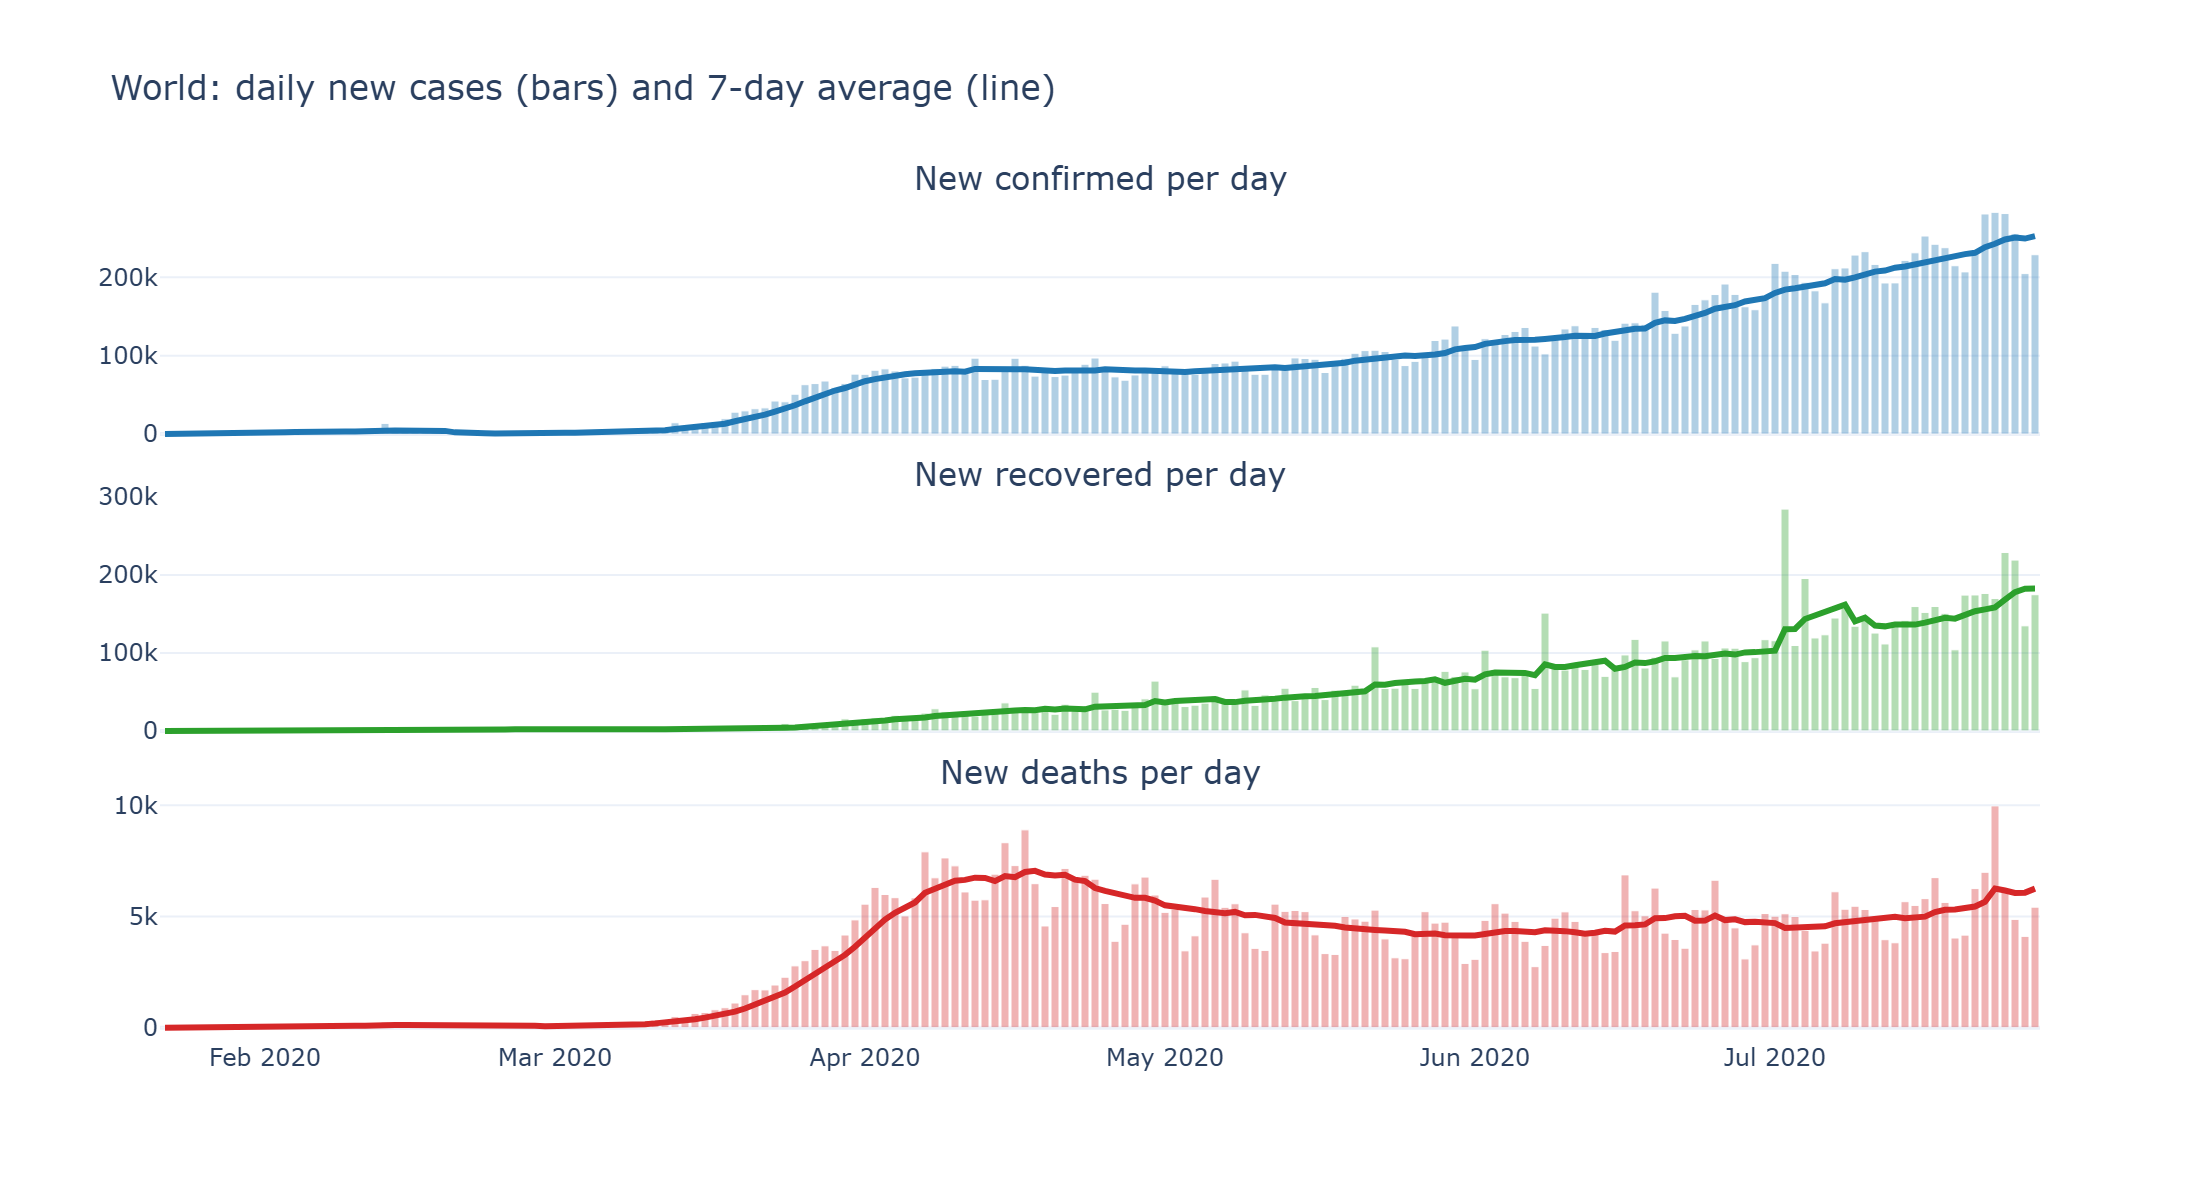 World: daily new cases (bars) and 7-day average (line)
New confirmed per day
200k
100k
0
New recovered per day
300k
200k
100k
0
New deaths per day
10k
5k
0
Feb 2020 Mar 2020 Apr 2020 May 2020 Jun 2020 Jul 2020